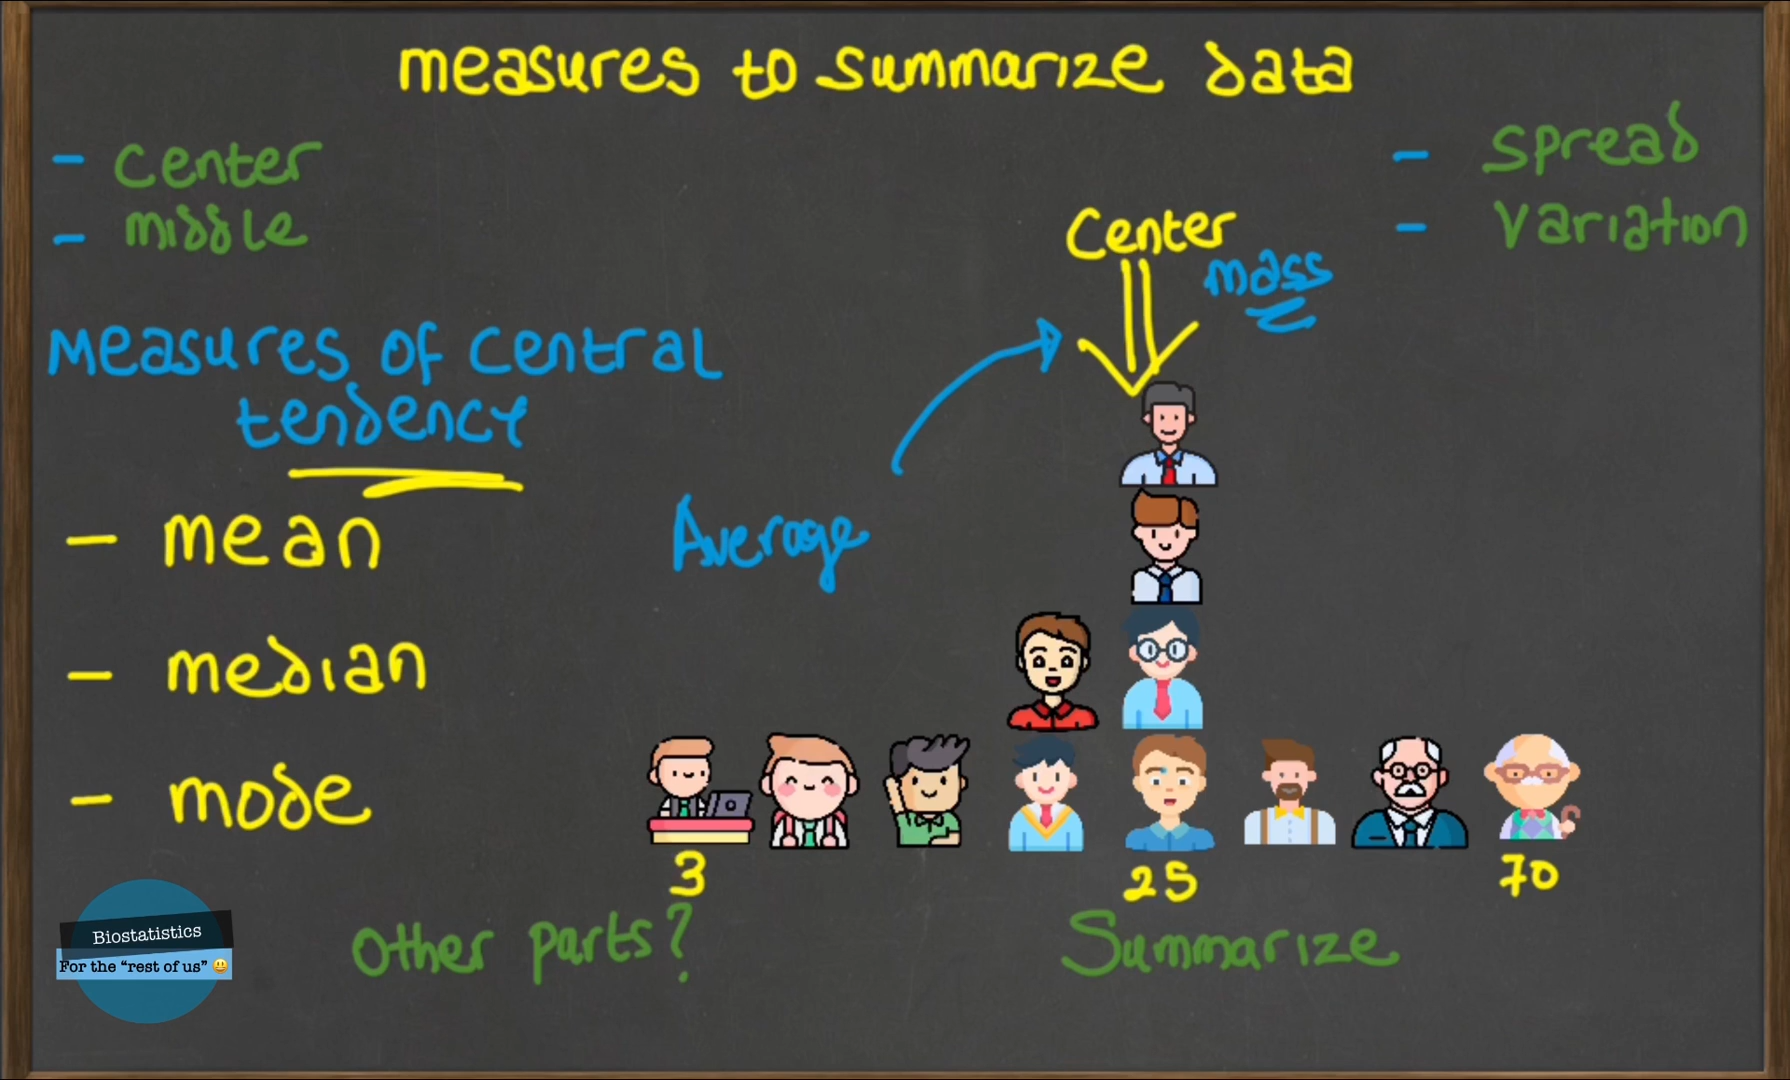 measures to summarize data
- Center
- middle
- Spread
- Variation
Center
mass
Measures of Central
tendency
- mean
Average
- median
- mode
3
25
70
Other parts?
Summarize
Biostatistics
For the “rest of us” 😃